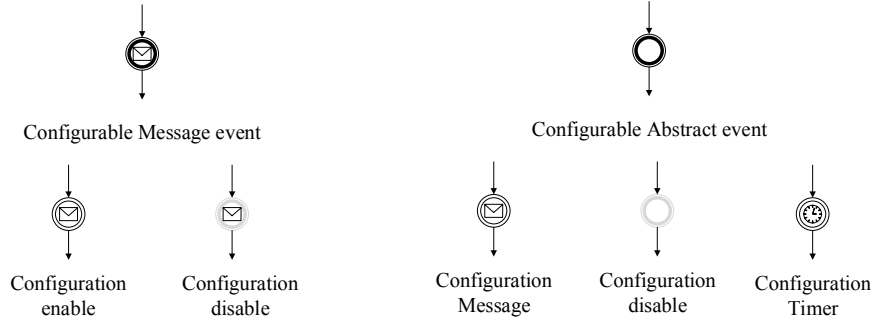 Configurable Message event
Configurable Abstract event
Configuration
enable
Configuration
disable
Configuration
Message
Configuration
disable
Configuration
Timer